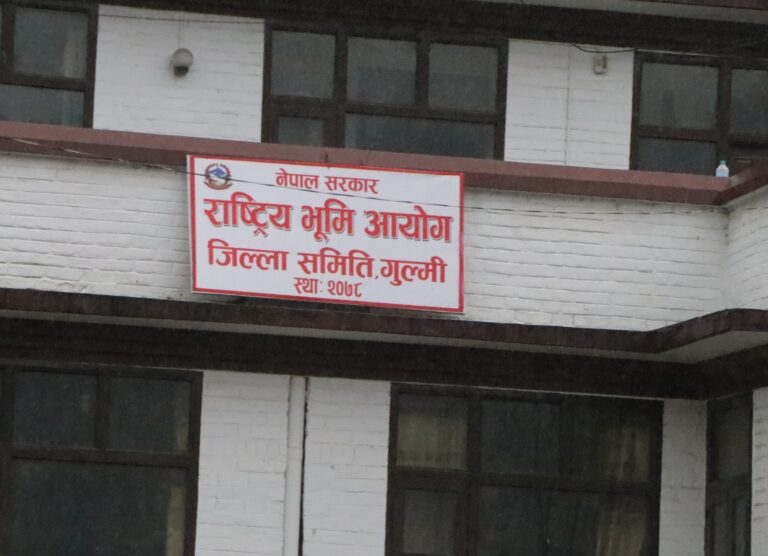 नेपाल सरकार
राष्ट्रिय भूमि आयोग
जिल्ला समिति, गुल्मी
स्थाः २०७८